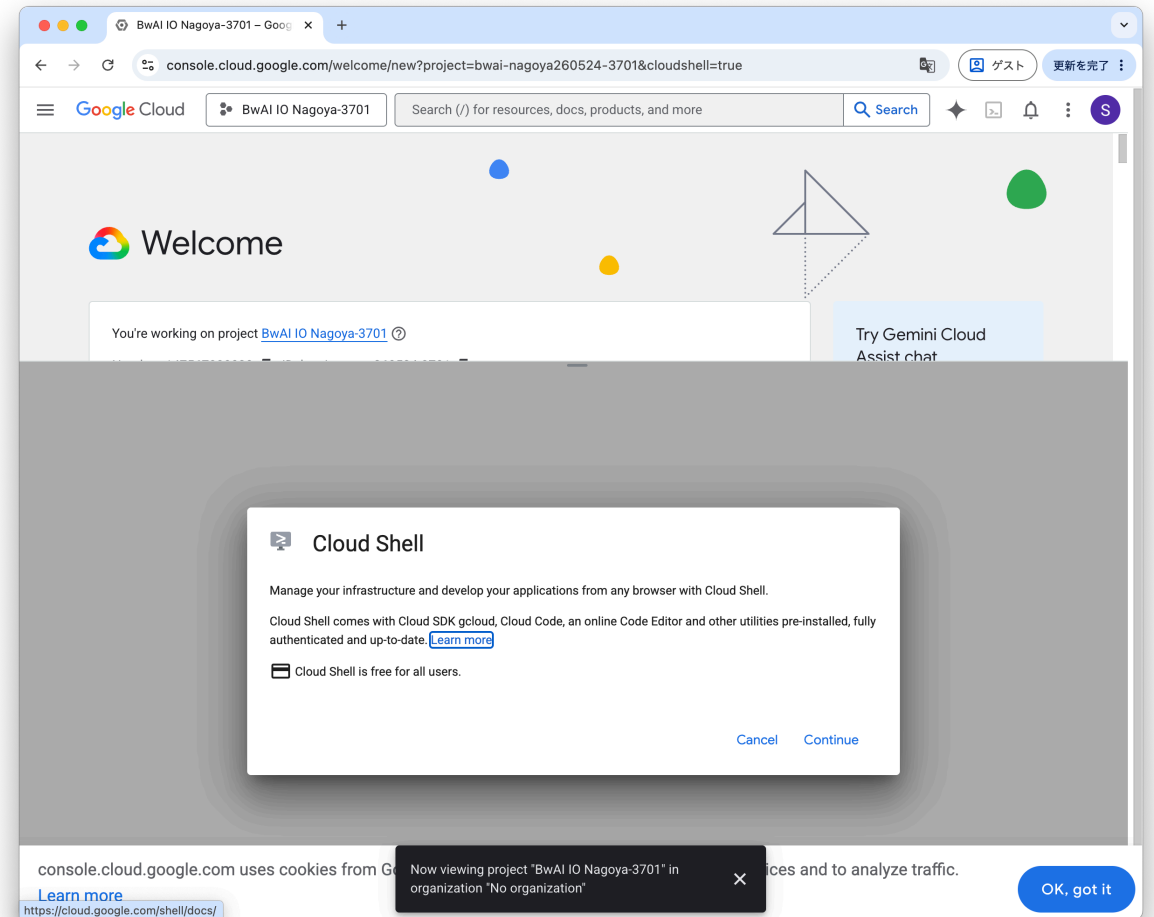 BwAI IO Nagoya-3701 – Goog
console.cloud.google.com/welcome/new?project=bwai-nagoya260524-3701&cloudshell=true
ゲスト
更新を完了
Google Cloud
BwAI IO Nagoya-3701
Search (/) for resources, docs, products, and more
Search
S
Welcome
You're working on project BwAI IO Nagoya-3701
Try Gemini Cloud
Assist chat
Cloud Shell
Manage your infrastructure and develop your applications from any browser with Cloud Shell.
Cloud Shell comes with Cloud SDK gcloud, Cloud Code, an online Code Editor and other utilities pre-installed, fully
authenticated and up-to-date. Learn more
Cloud Shell is free for all users.
Cancel Continue
console.cloud.google.com uses cookies from Go
ices and to analyze traffic.
Learn more
Now viewing project "BwAI IO Nagoya-3701" in
organization "No organization"
OK, got it
https://cloud.google.com/shell/docs/